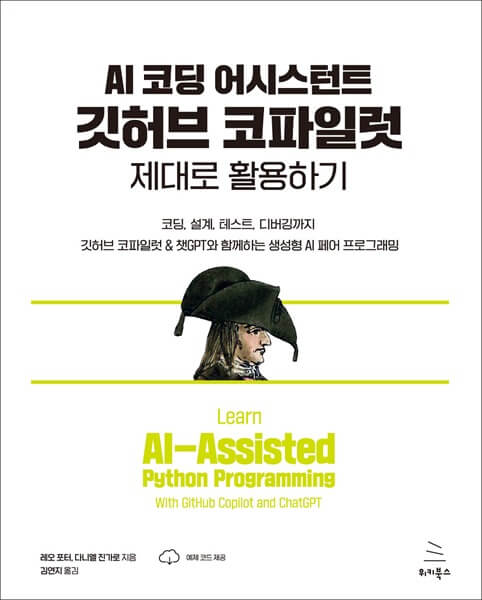 AI 코딩 어시스턴트
깃허브 코파일럿
제대로 활용하기
코딩, 설계, 테스트, 디버깅까지
깃허브 코파일럿 & 챗GPT와 함께하는 생성형 AI 페어 프로그래밍
Learn
AI-Assisted
Python Programming
With GitHub Copilot and ChatGPT
레오 포터, 다니엘 진가로 지음
김연지 옮김
예제 코드 제공
위키북스